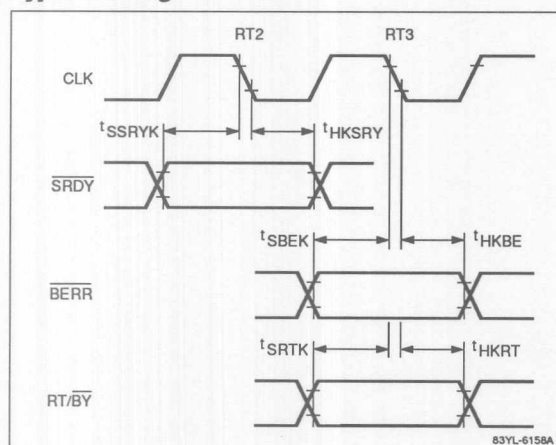 RT2 RT3
CLK
tSSRYK tHKSRY
SRDY
tSBEK tHKBE
BERR
tSRTK tHKRT
RT/BY
83YL-6158A